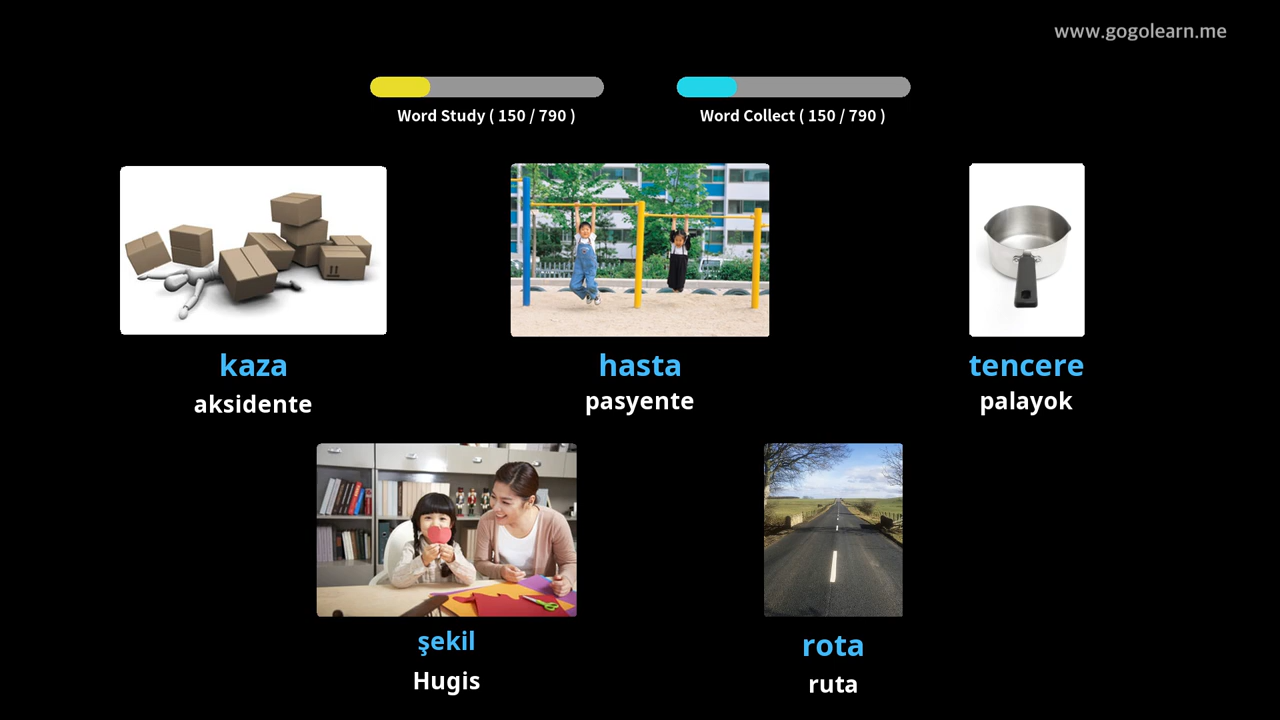 www.gogolearn.me
Word Study ( 150 / 790 )
Word Collect ( 150 / 790 )
kaza
aksidente
hasta
pasyente
tencere
palayok
şekil
Hugis
rota
ruta